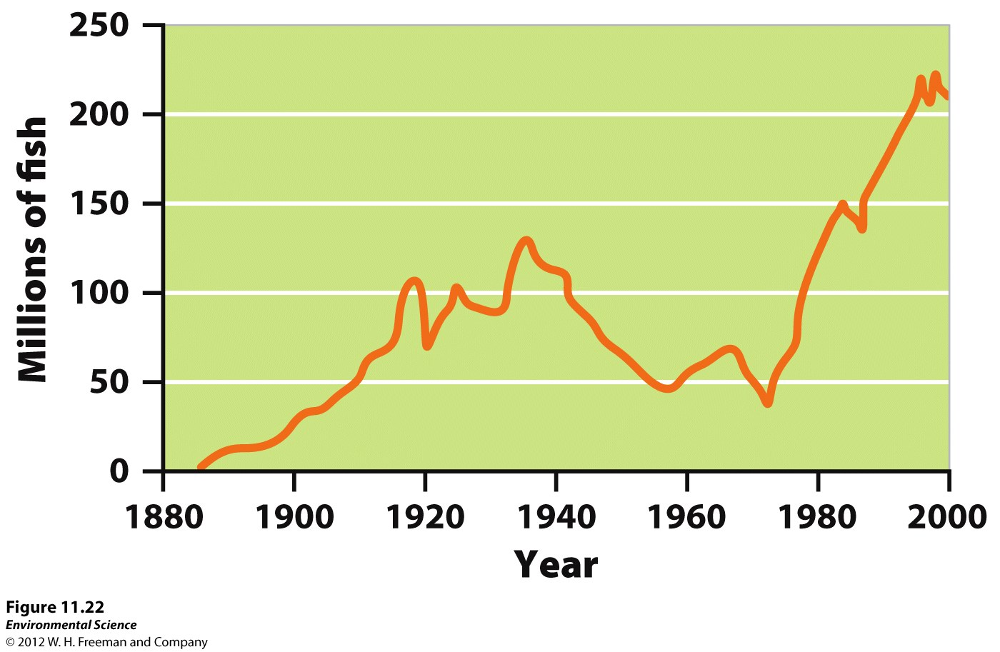 250
200
150
100
50
0
Millions of fish
1880 1900 1920 1940 1960 1980 2000
Year
Figure 11.22
Environmental Science
© 2012 W. H. Freeman and Company